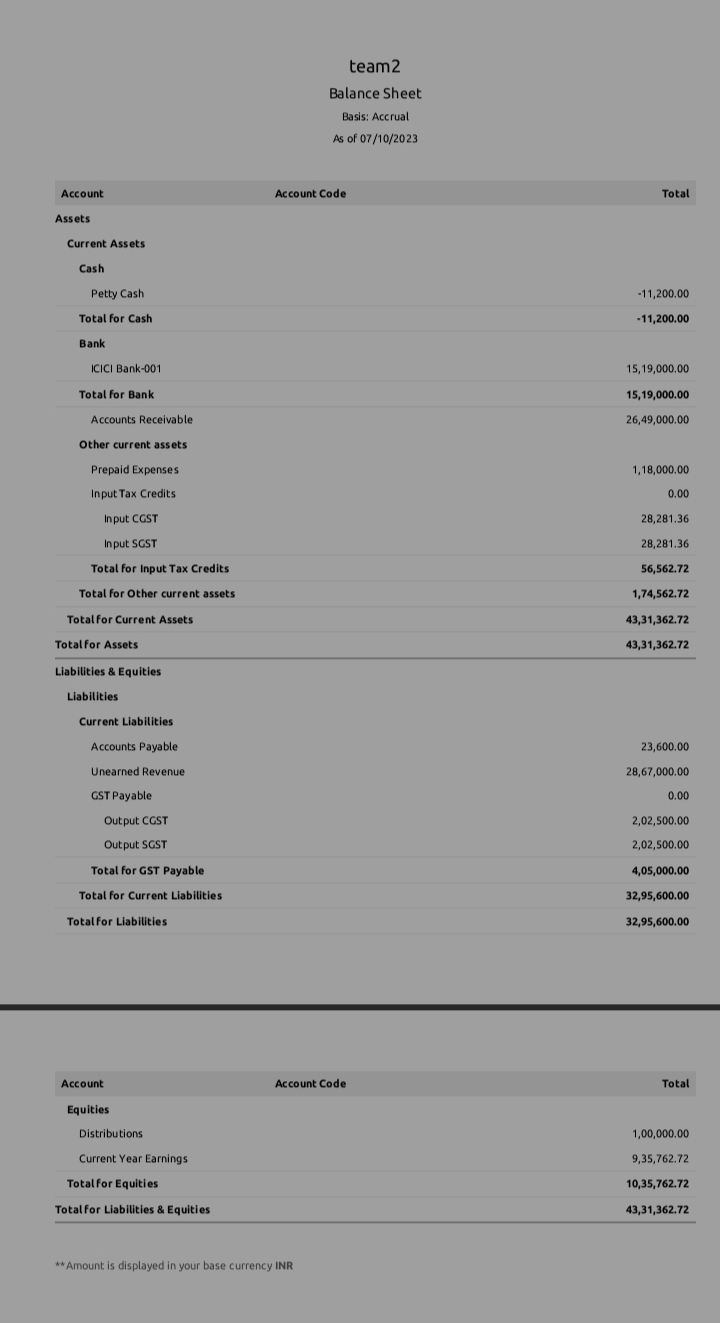 team2
Balance Sheet
Basis: Accrual
As of 07/10/2023
Account Account Code Total
Assets
Current Assets
Cash
Petty Cash -11,200.00
Total for Cash -11,200.00
Bank
ICICI Bank-001 15,19,000.00
Total for Bank 15,19,000.00
Accounts Receivable 26,49,000.00
Other current assets
Prepaid Expenses 1,18,000.00
Input Tax Credits 0.00
Input CGST 28,281.36
Input SGST 28,281.36
Total for Input Tax Credits 56,562.72
Total for Other current assets 1,74,562.72
Total for Current Assets 43,31,362.72
Total for Assets 43,31,362.72
Liabilities & Equities
Liabilities
Current Liabilities
Accounts Payable 23,600.00
Unearned Revenue 28,67,000.00
GST Payable 0.00
Output CGST 2,02,500.00
Output SGST 2,02,500.00
Total for GST Payable 4,05,000.00
Total for Current Liabilities 32,95,600.00
Total for Liabilities 32,95,600.00
Account Account Code Total
Equities
Distributions 1,00,000.00
Current Year Earnings 9,35,762.72
Total for Equities 10,35,762.72
Total for Liabilities & Equities 43,31,362.72
**Amount is displayed in your base currency INR